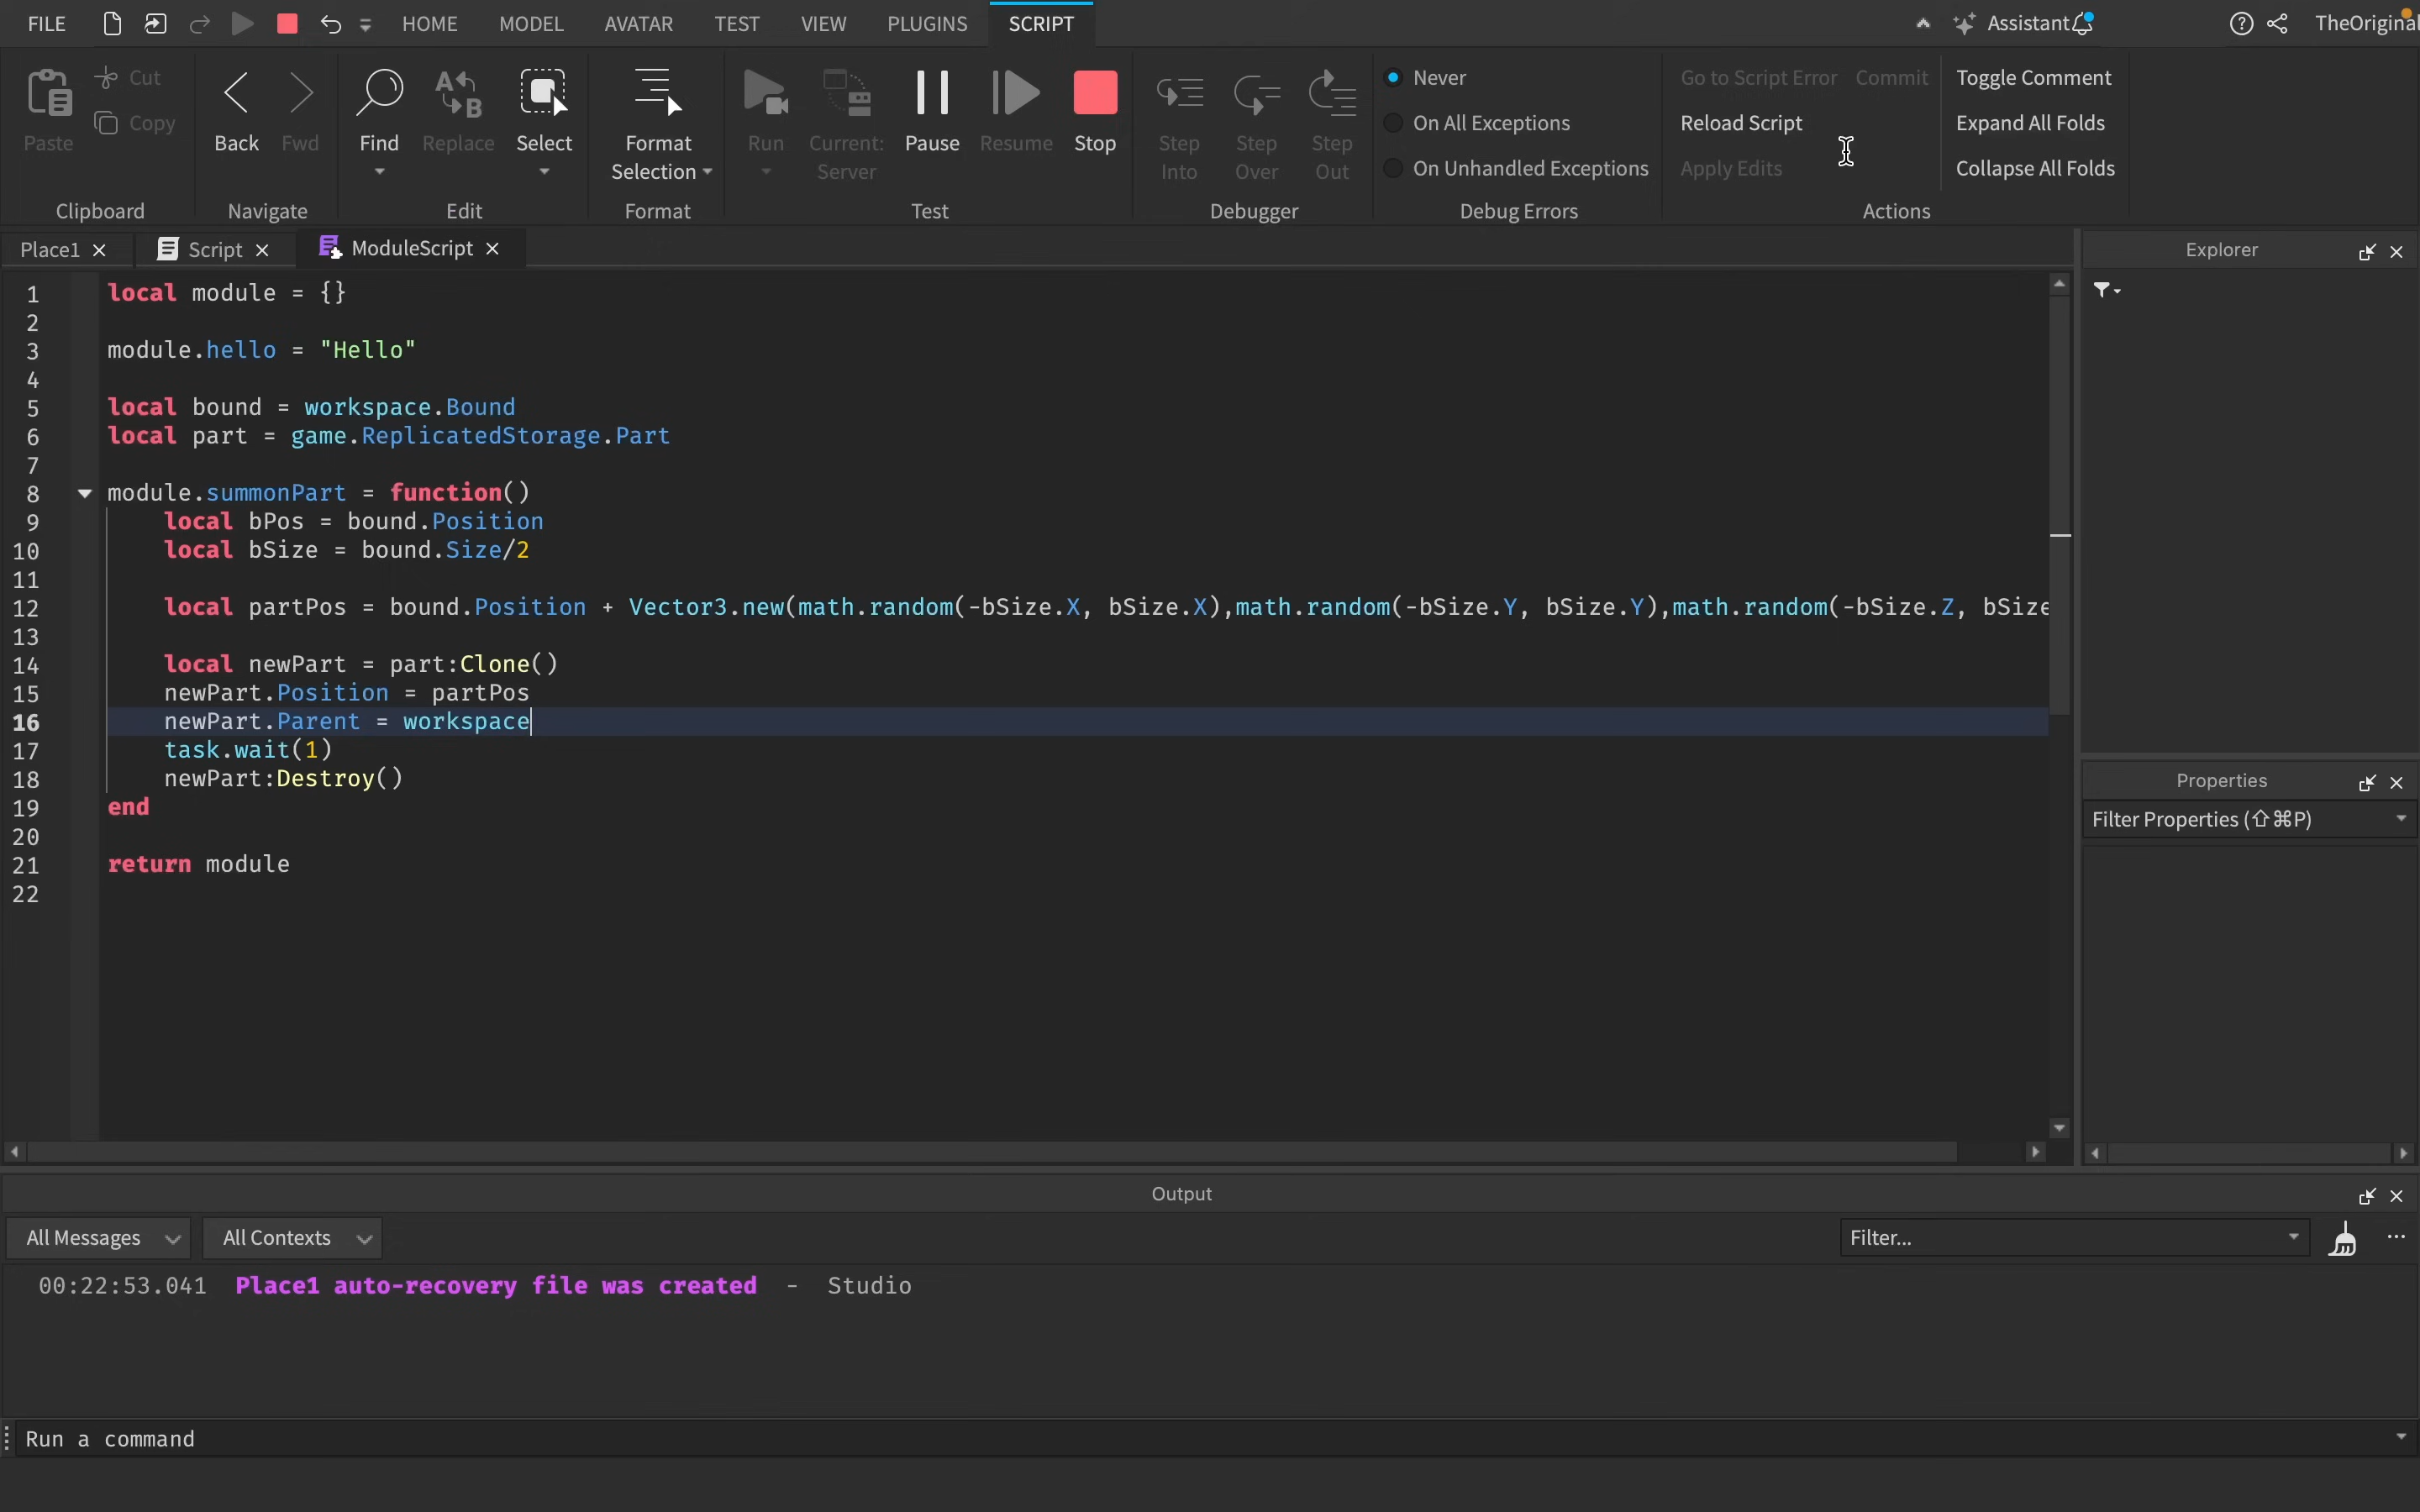 FILE HOME MODEL AVATAR TEST VIEW PLUGINS SCRIPT Assistant TheOriginal
Paste Cut Copy
Clipboard
Back Fwd
Navigate
Find Replace Select
Edit
Format Selection
Format
Run Current: Server Pause Resume Stop
Test
Step Into Step Over Step Out
Debugger
Never
On All Exceptions
On Unhandled Exceptions
Debug Errors
Go to Script Error Commit
Reload Script
Apply Edits
Toggle Comment
Expand All Folds
Collapse All Folds
Actions
Place1 Script ModuleScript
1 local module = {}
2
3 module.hello = "Hello"
4
5 local bound = workspace.Bound
6 local part = game.ReplicatedStorage.Part
7
8 module.summonPart = function()
9 local bPos = bound.Position
10 local bSize = bound.Size/2
11
12 local partPos = bound.Position + Vector3.new(math.random(-bSize.X, bSize.X),math.random(-bSize.Y, bSize.Y),math.random(-bSize.Z, bSize
13
14 local newPart = part:Clone()
15 newPart.Position = partPos
16 newPart.Parent = workspace
17 task.wait(1)
18 newPart:Destroy()
19 end
20
21 return module
22
Explorer
Properties
Filter Properties (⇧⌘P)
Output
All Messages All Contexts Filter...
00:22:53.041 Place1 auto-recovery file was created - Studio
Run a command